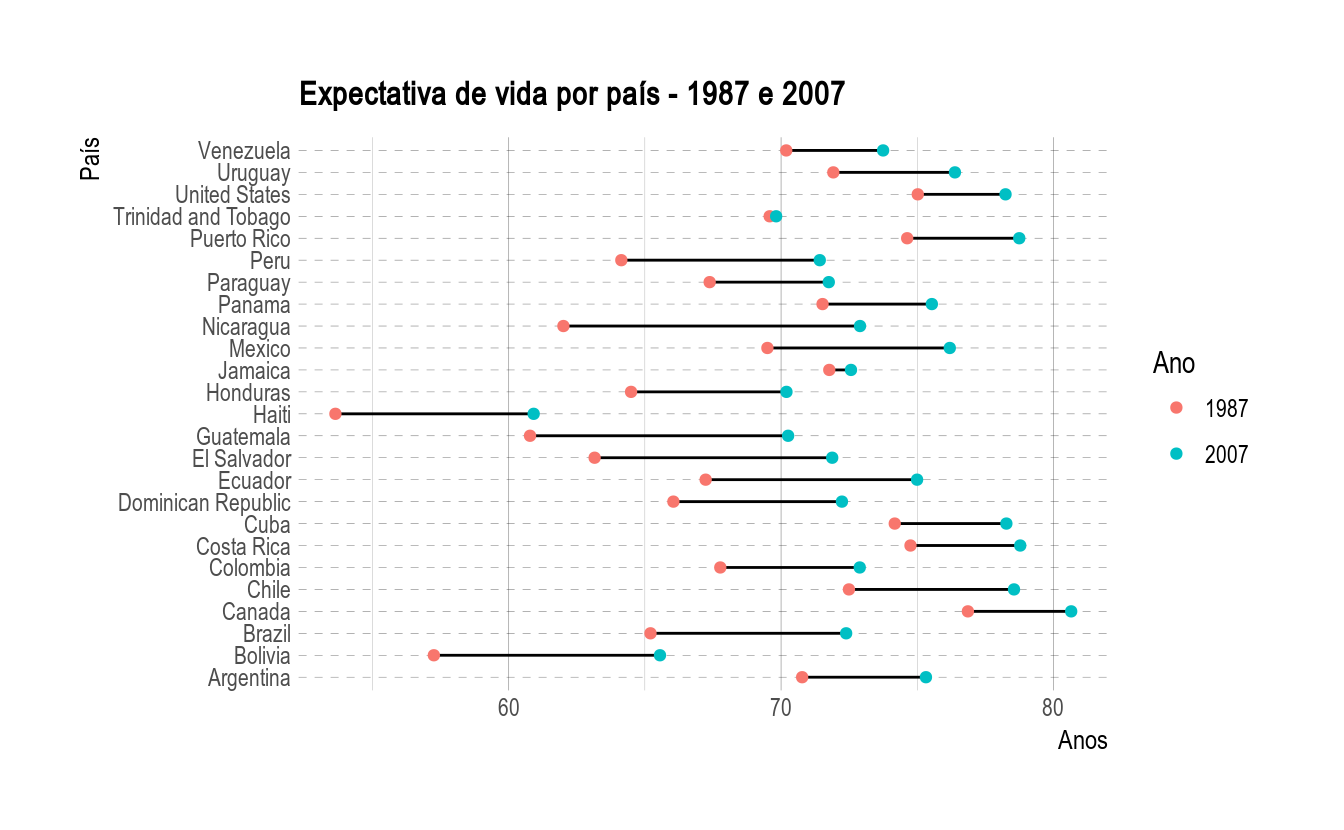 Expectativa de vida por país - 1987 e 2007
País
Venezuela
Uruguay
United States
Trinidad and Tobago
Puerto Rico
Peru
Paraguay
Panama
Nicaragua
Mexico
Jamaica
Honduras
Haiti
Guatemala
El Salvador
Ecuador
Dominican Republic
Cuba
Costa Rica
Colombia
Chile
Canada
Brazil
Bolivia
Argentina
60 70 80
Anos
Ano
1987
2007